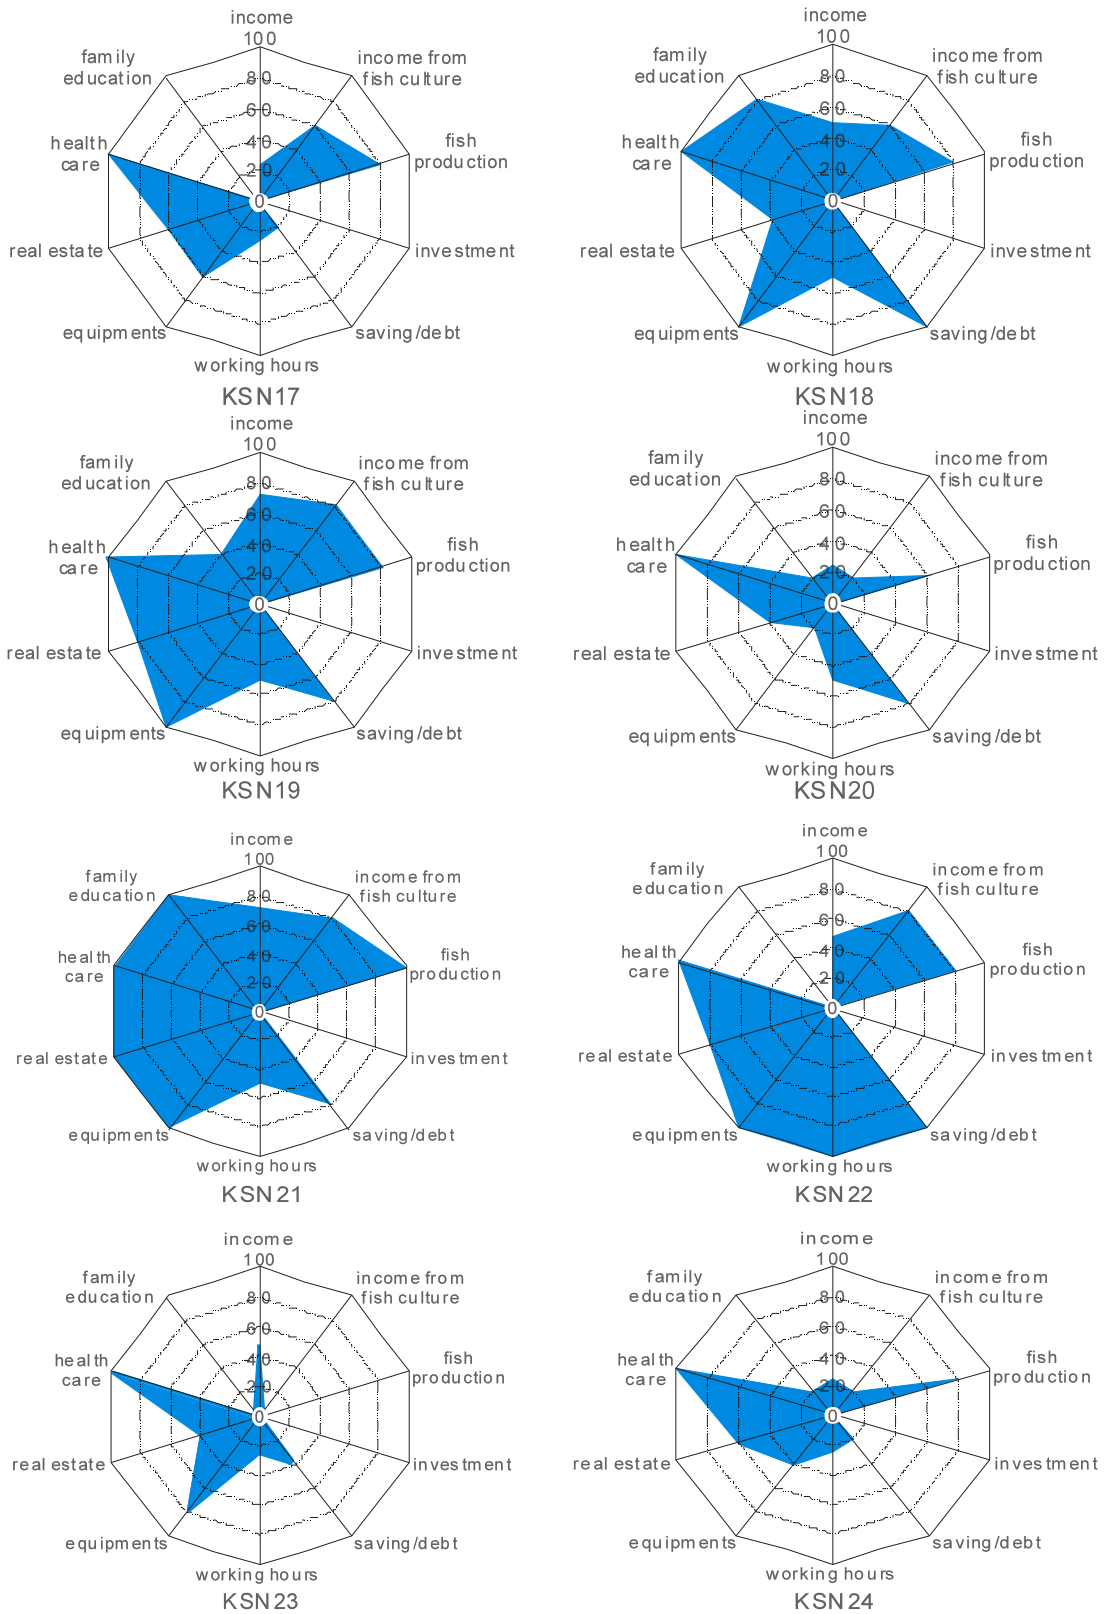 income
100
family
education
income from
fish culture
80
60
health
care
fish
production
40
20
0
real estate
investment
equipments
saving/debt
working hours
KSN17
income
100
family
education
income from
fish culture
80
60
health
care
fish
production
40
20
0
real estate
investment
equipments
saving/debt
working hours
KSN18
income
100
family
education
income from
fish culture
80
60
health
care
fish
production
40
20
0
real estate
investment
equipments
saving/debt
working hours
KSN19
income
100
family
education
income from
fish culture
80
60
health
care
fish
production
40
20
0
real estate
investment
equipments
saving/debt
working hours
KSN20
income
100
family
education
income from
fish culture
80
60
health
care
fish
production
40
20
0
real estate
investment
equipments
saving/debt
working hours
KSN21
income
100
family
education
income from
fish culture
80
60
health
care
fish
production
40
20
0
real estate
investment
equipments
saving/debt
working hours
KSN22
income
100
family
education
income from
fish culture
80
60
health
care
fish
production
40
20
0
real estate
investment
equipments
saving/debt
working hours
KSN23
income
100
family
education
income from
fish culture
80
60
health
care
fish
production
40
20
0
real estate
investment
equipments
saving/debt
working hours
KSN24